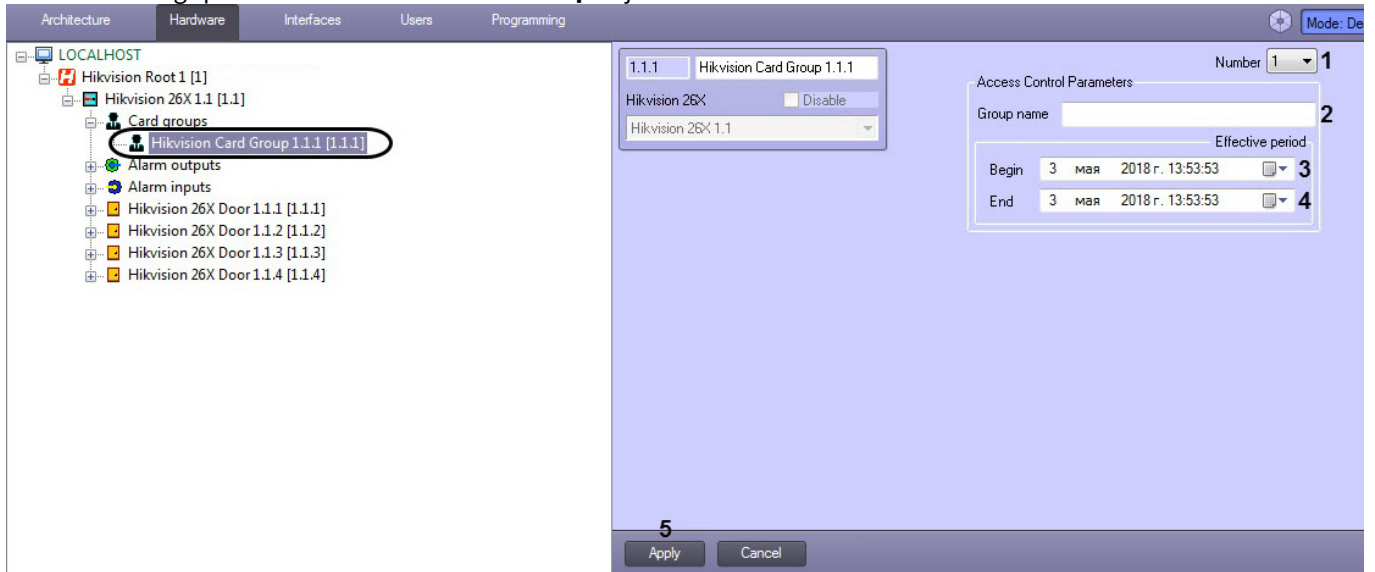 Architecture Hardware Interfaces Users Programming Mode: De
LOCALHOST
Hikvision Root 1 [1]
Hikvision 26X 1.1 [1.1]
Card groups
Hikvision Card Group 1.1.1 [1.1.1]
Alarm outputs
Alarm inputs
Hikvision 26X Door 1.1.1 [1.1.1]
Hikvision 26X Door 1.1.2 [1.1.2]
Hikvision 26X Door 1.1.3 [1.1.3]
Hikvision 26X Door 1.1.4 [1.1.4]
1.1.1 Hikvision Card Group 1.1.1
Hikvision 26X Disable
Hikvision 26X 1.1
Number 1 1
Access Control Parameters
Group name 2
Effective period
Begin 3 мая 2018 г. 13:53:53 3
End 3 мая 2018 г. 13:53:53 4
5
Apply Cancel